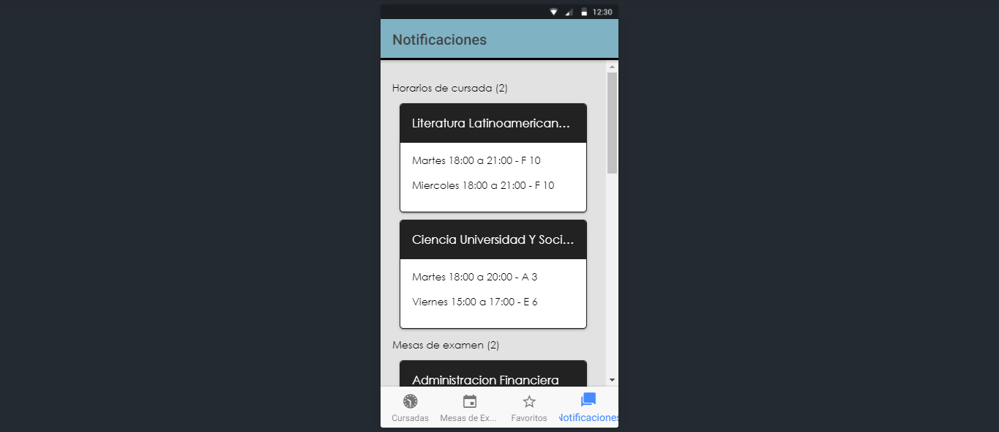 12:30
Notificaciones
Horarios de cursada (2)
Literatura Latinoamerican...
Martes 18:00 a 21:00 - F 10
Miercoles 18:00 a 21:00 - F 10
Ciencia Universidad Y Soci...
Martes 18:00 a 20:00 - A 3
Viernes 15:00 a 17:00 - E 6
Mesas de examen (2)
Administracion Financiera
Cursadas Mesas de Ex... Favoritos Notificaciones